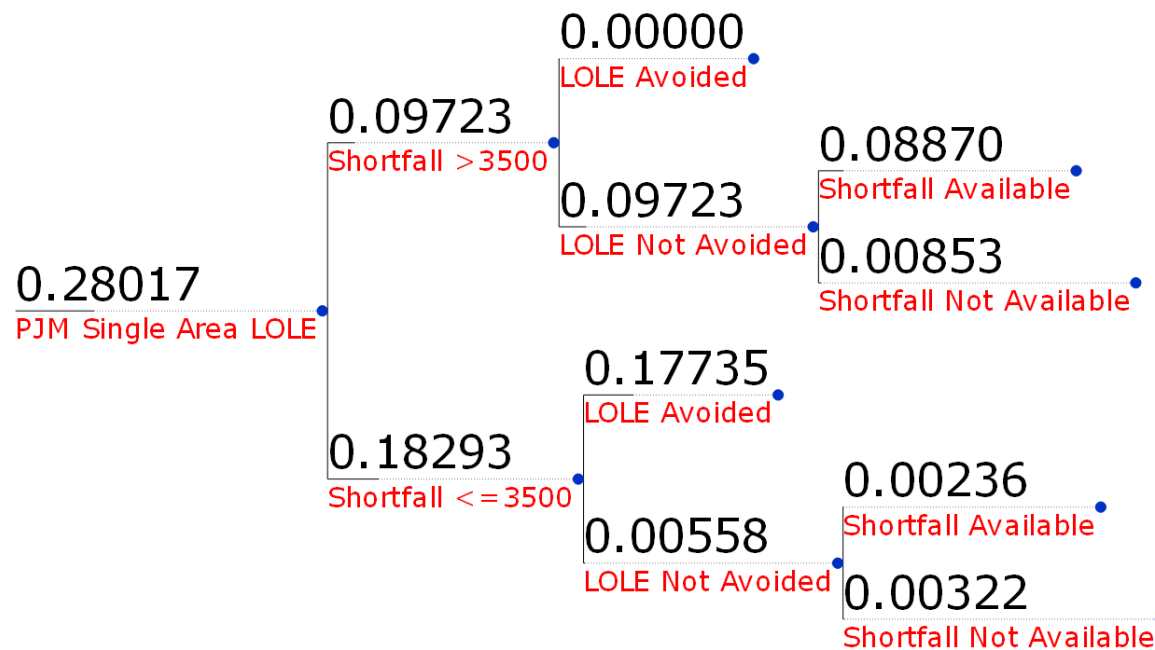 0.00000
LOLE Avoided
0.09723
Shortfall >3500
0.08870
Shortfall Available
0.09723
LOLE Not Avoided
0.00853
Shortfall Not Available
0.28017
PJM Single Area LOLE
0.17735
LOLE Avoided
0.18293
Shortfall <=3500
0.00236
Shortfall Available
0.00558
LOLE Not Avoided
0.00322
Shortfall Not Available